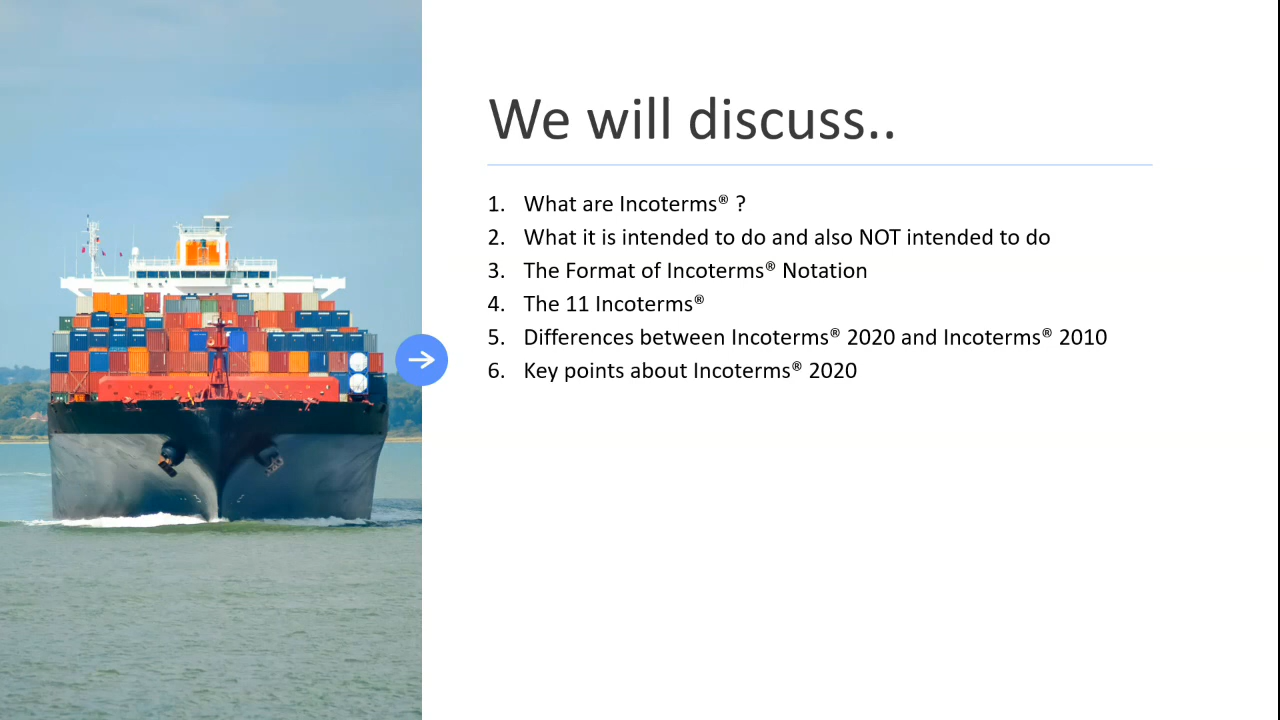 We will discuss..
1. What are Incoterms® ?
2. What it is intended to do and also NOT intended to do
3. The Format of Incoterms® Notation
4. The 11 Incoterms®
5. Differences between Incoterms® 2020 and Incoterms® 2010
6. Key points about Incoterms® 2020